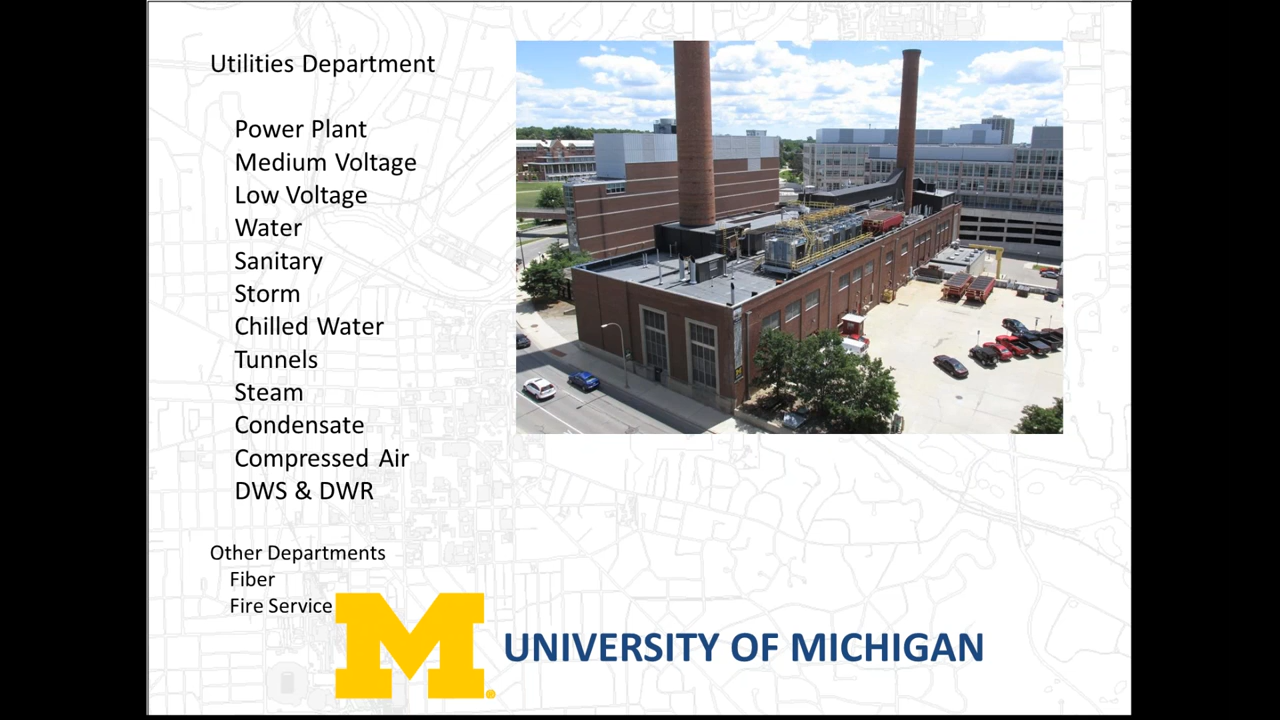 Utilities Department
Power Plant
Medium Voltage
Low Voltage
Water
Sanitary
Storm
Chilled Water
Tunnels
Steam
Condensate
Compressed Air
DWS & DWR
Other Departments
Fiber
Fire Service
M®
UNIVERSITY OF MICHIGAN